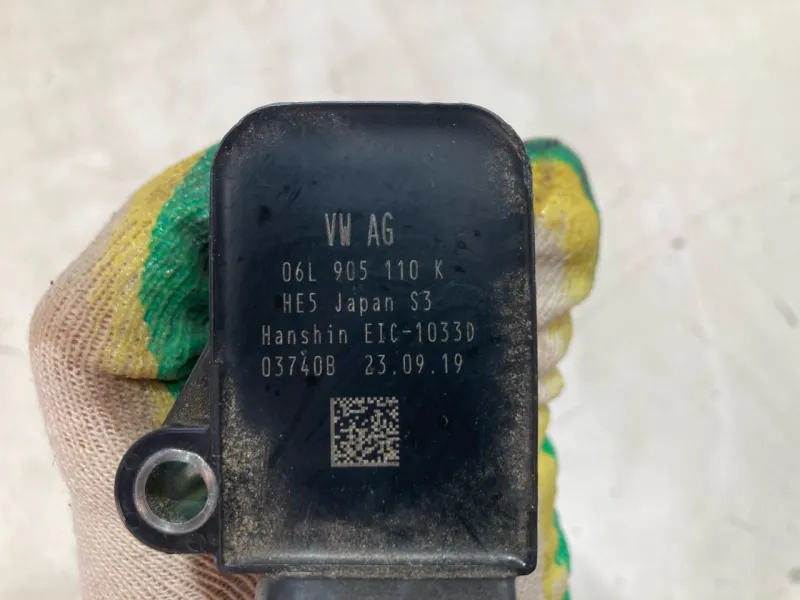 VW AG
06L 905 110 K
HE5 Japan S3
Hanshin EIC-1033D
03740B 23.09.19